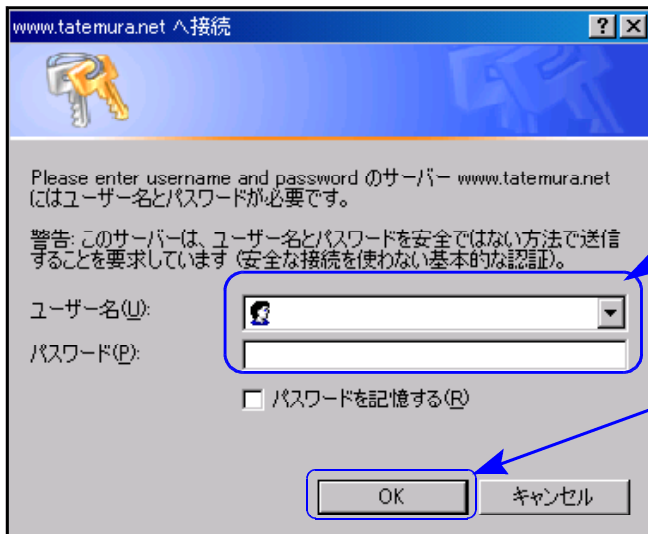 www.tatemura.net へ接続
Please enter username and password のサーバー www.tatemura.net
にはユーザー名とパスワードが必要です。
警告: このサーバーは、ユーザー名とパスワードを安全ではない方法で送信
することを要求しています (安全な接続を使わない基本的な認証)。
ユーザー名(U):
パスワード(P):
パスワードを記憶する(R)
OK
キャンセル